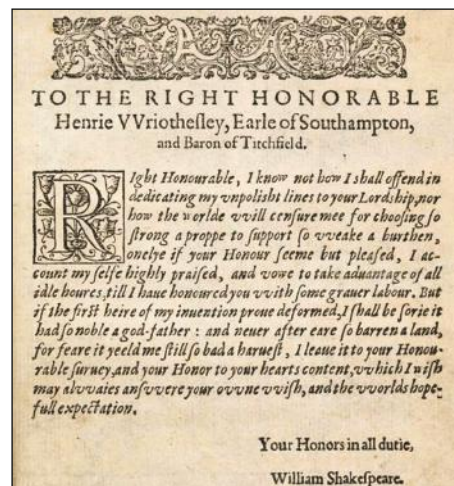 TO THE RIGHT HONORABLE
Henrie VVriothesley, Earle of Southampton,
and Baron of Titchfield.
RIght Honourable, I know not how I shall offend in
dedicating my vnpolisht lines to your Lordship, nor
how the worlde vvill censure mee for choosing so
strong a proppe to support so vveake a burthen,
onelye if your Honour seeme but pleased, I ac-
count my selfe highly praised, and vowe to take aduantage of all
idle houres, till I haue honoured you vvith some grauer labour. But
if the first heire of my inuention proue deformed, I shall be sorie it
had so noble a god-father : and neuer after eare so barren a land,
for feare it yeeld me still so bad a haruest, I leaue it to your Honou-
rable suruey, and your Honor to your hearts content, vvhich I wish
may alvvaies ansvvere your ovvne vvish, and the vvorlds hope-
full expectation.
Your Honors in all dutie,
William Shakespeare.